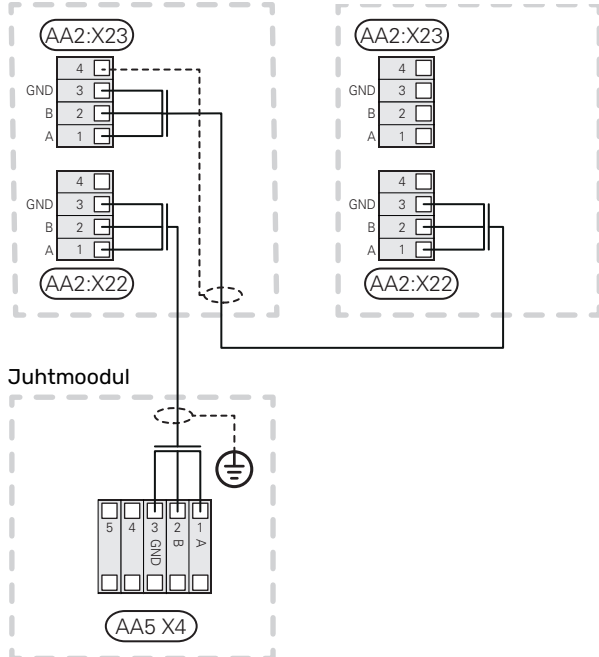 AA2:X23
4
GND 3
B 2
A 1
4
GND 3
B 2
A 1
AA2:X22
AA2:X23
4
GND 3
B 2
A 1
4
GND 3
B 2
A 1
AA2:X22
Juhtmoodul
5 4 3 2 1
GND B A
AA5 X4